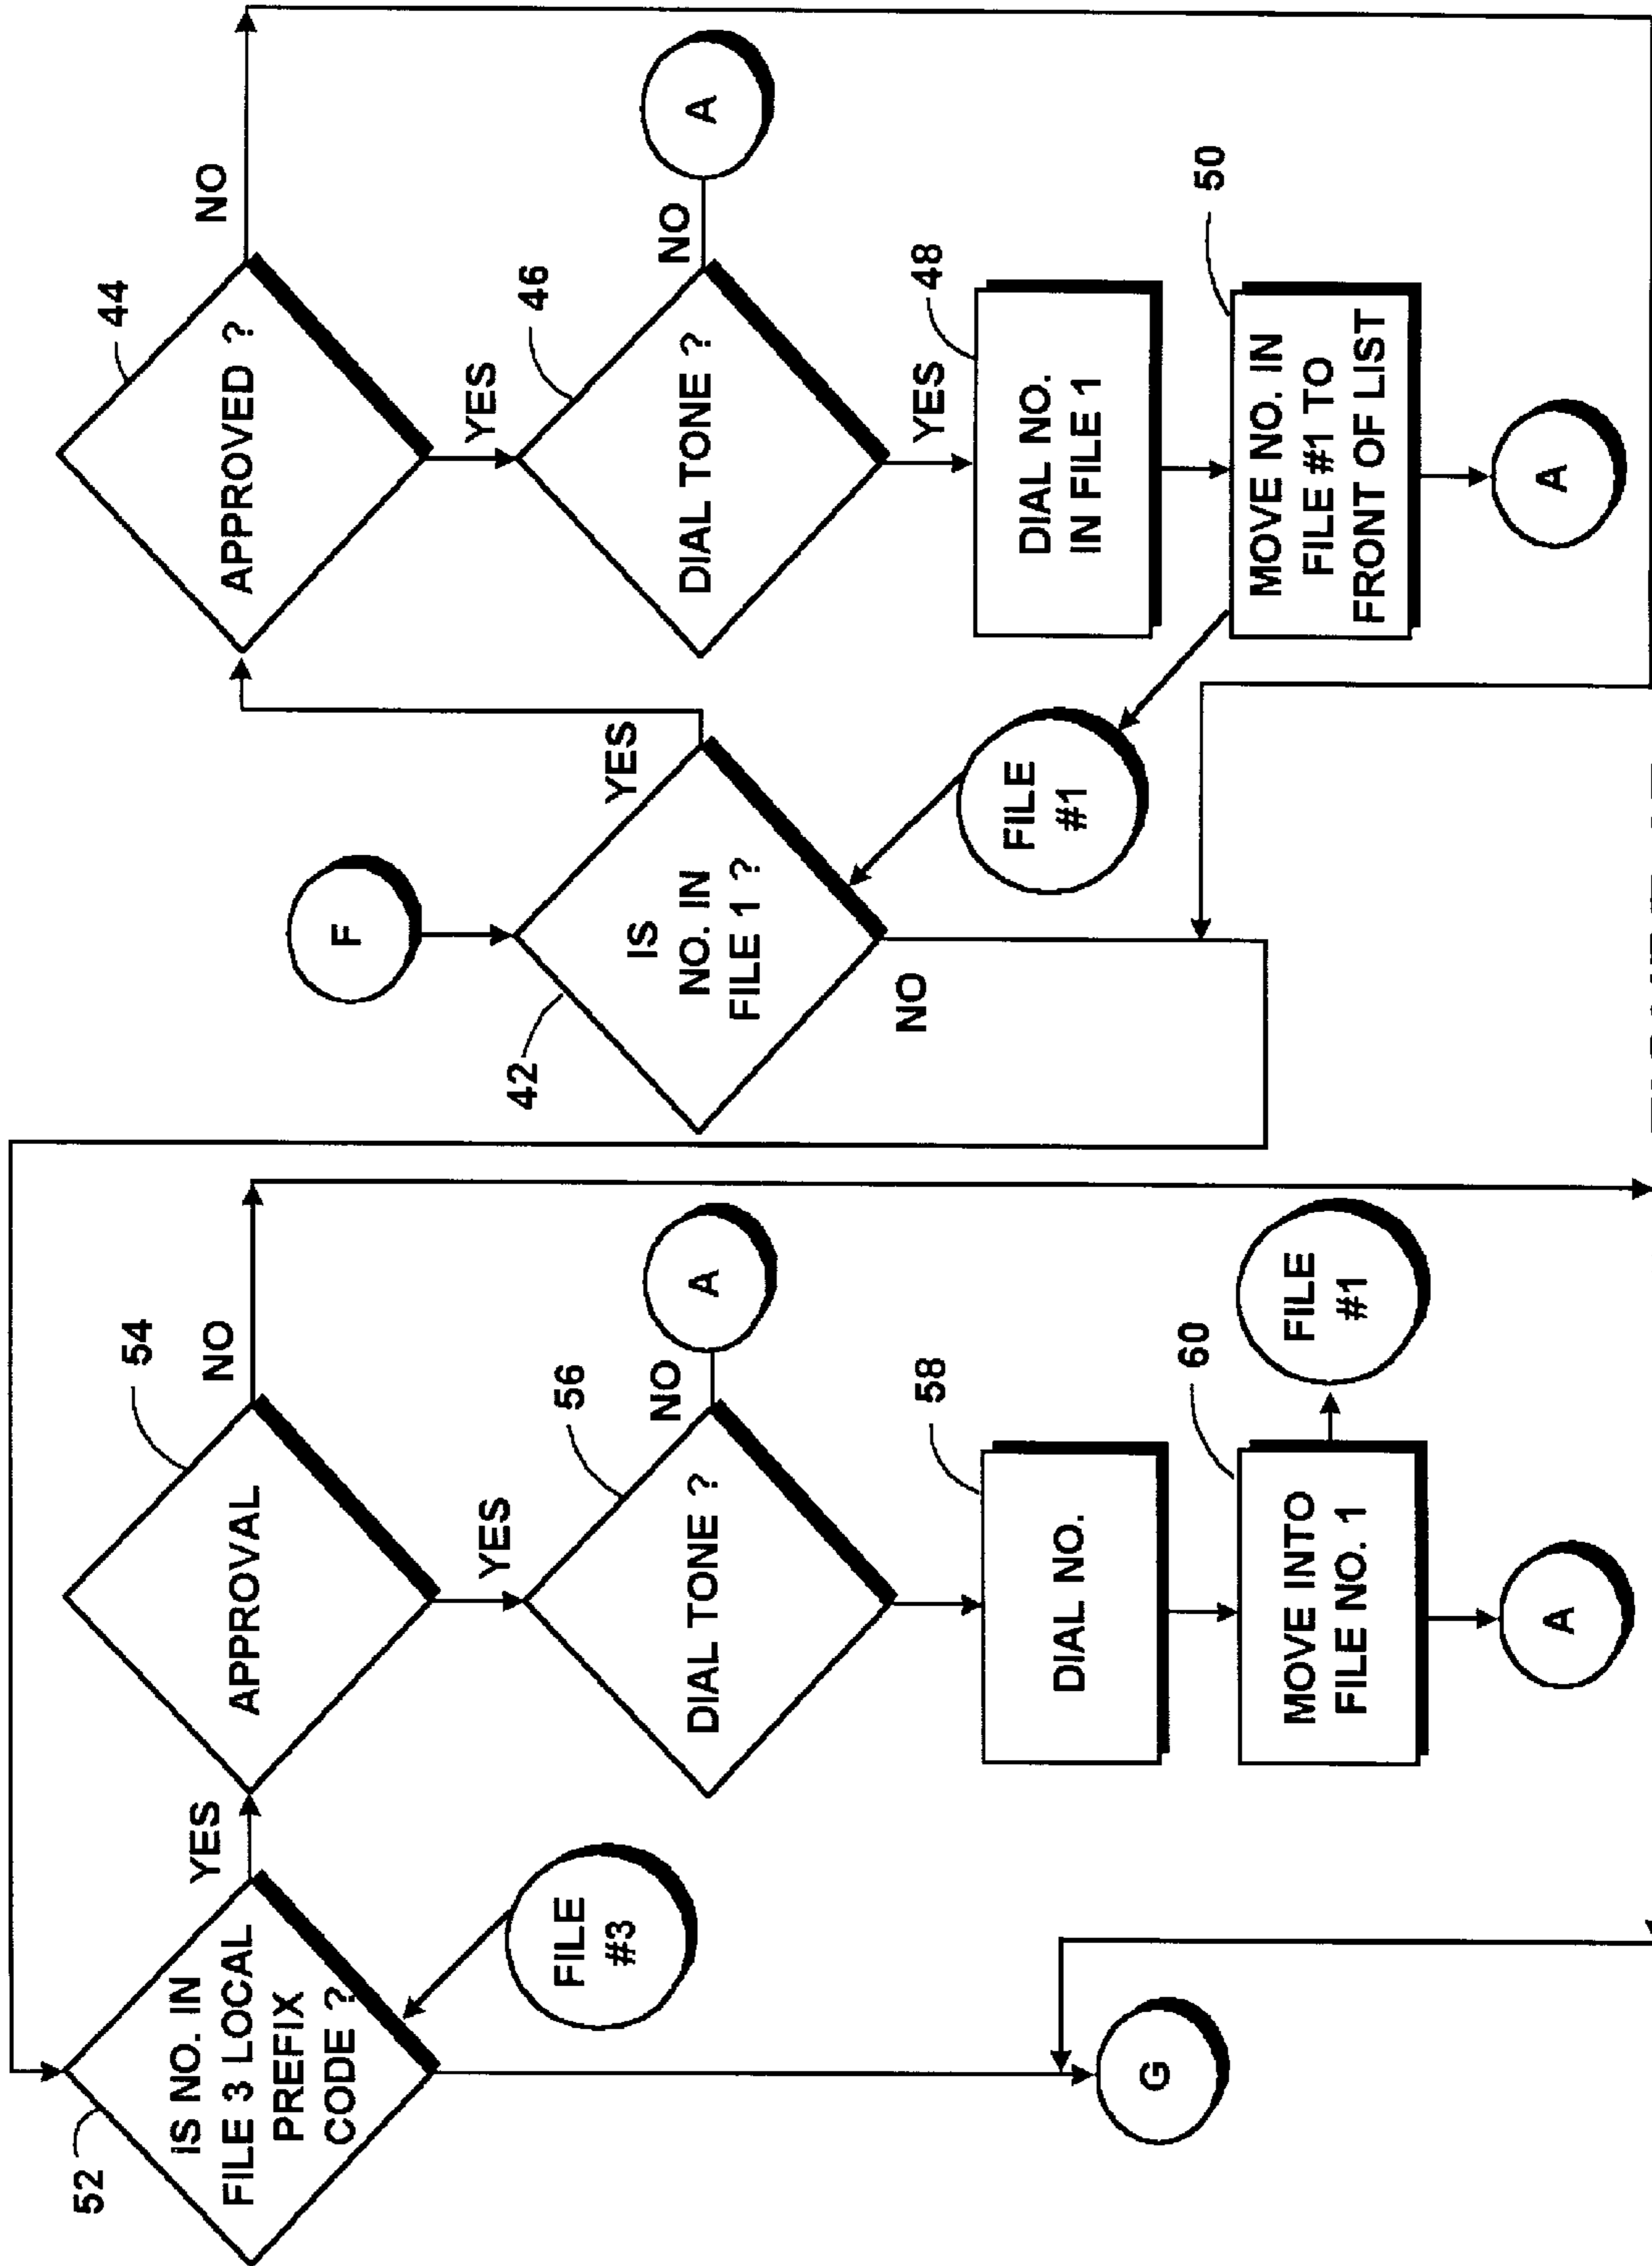 52
IS NO. IN
FILE 3 LOCAL
PREFIX
CODE ?
YES
FILE
#3
G
54
APPROVAL
NO
YES
56
DIAL TONE ?
NO
A
58
DIAL NO.
60
MOVE INTO
FILE NO. 1
FILE
#1
A
F
42
IS
NO. IN
FILE 1 ?
YES
NO
FILE
#1
44
APPROVED ?
NO
YES
46
DIAL TONE ?
NO
A
YES
48
DIAL NO.
IN FILE 1
50
MOVE NO. IN
FILE #1 TO
FRONT OF LIST
A